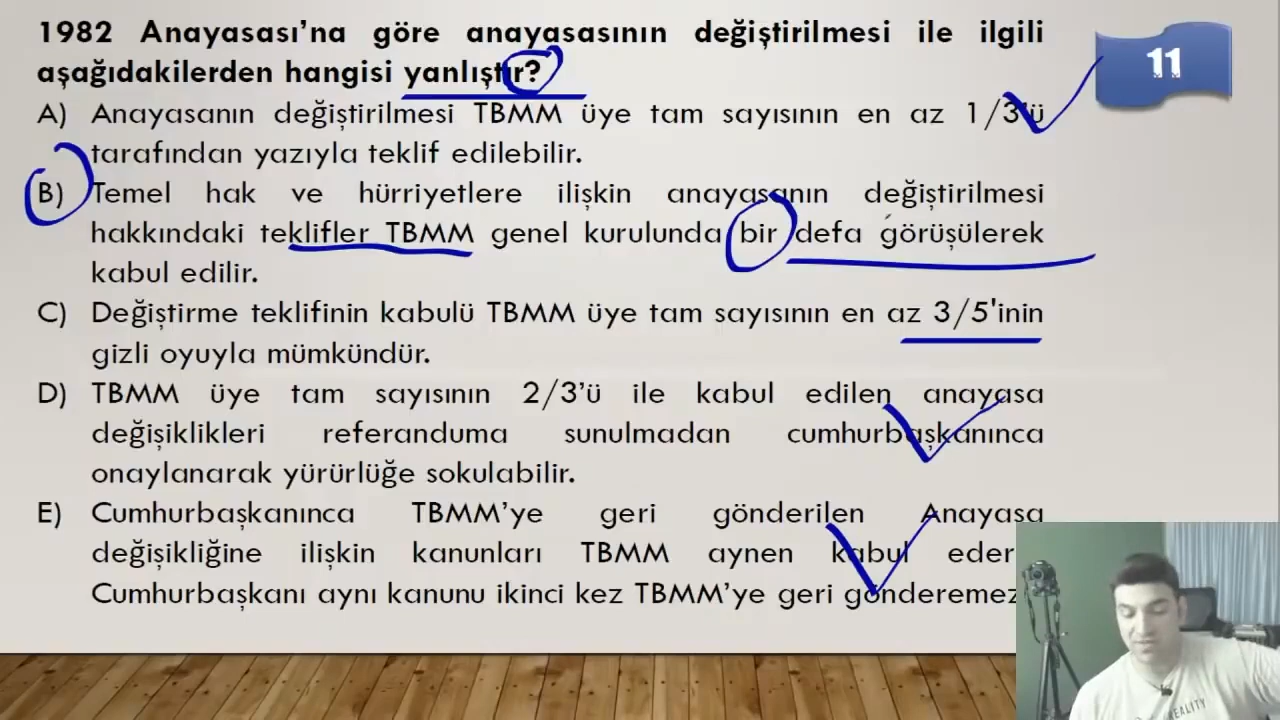 1982 Anayasası’na göre anayasasının değiştirilmesi ile ilgili
aşağıdakilerden hangisi yanlıştır?
11
A) Anayasanın değiştirilmesi TBMM üye tam sayısının en az 1/3'ü
tarafından yazıyla teklif edilebilir.
B) Temel hak ve hürriyetlere ilişkin anayasanın değiştirilmesi
hakkındaki teklifler TBMM genel kurulunda bir defa görüşülerek
kabul edilir.
C) Değiştirme teklifinin kabulü TBMM üye tam sayısının en az 3/5'inin
gizli oyuyla mümkündür.
D) TBMM üye tam sayısının 2/3’ü ile kabul edilen anayasa
değişiklikleri referanduma sunulmadan cumhurbaşkanınca
onaylanarak yürürlüğe sokulabilir.
E) Cumhurbaşkanınca TBMM’ye geri gönderilen Anayasa
değişikliğine ilişkin kanunları TBMM aynen kabul eder
Cumhurbaşkanı aynı kanunu ikinci kez TBMM’ye geri gönderemez